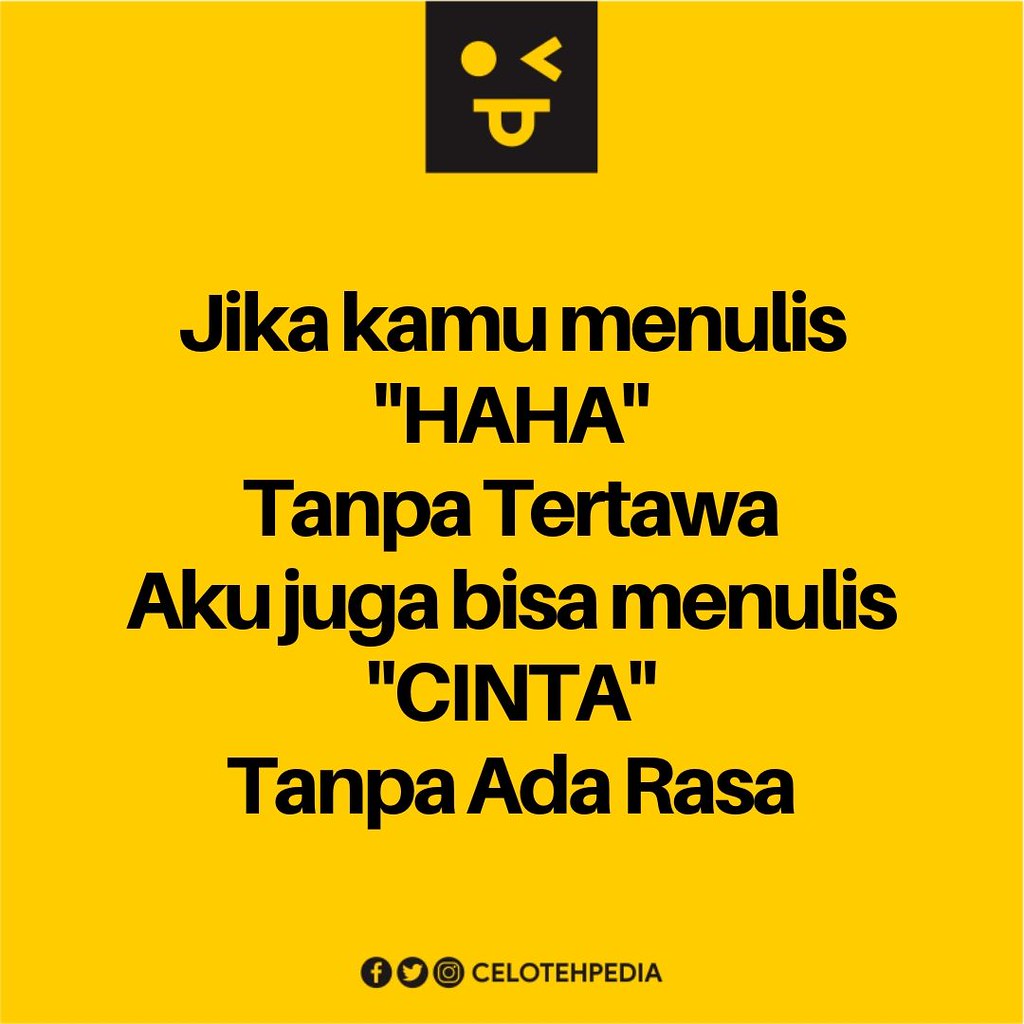 Jika kamu menulis
"HAHA"
Tanpa Tertawa
Aku juga bisa menulis
"CINTA"
Tanpa Ada Rasa
CELOTEHPEDIA